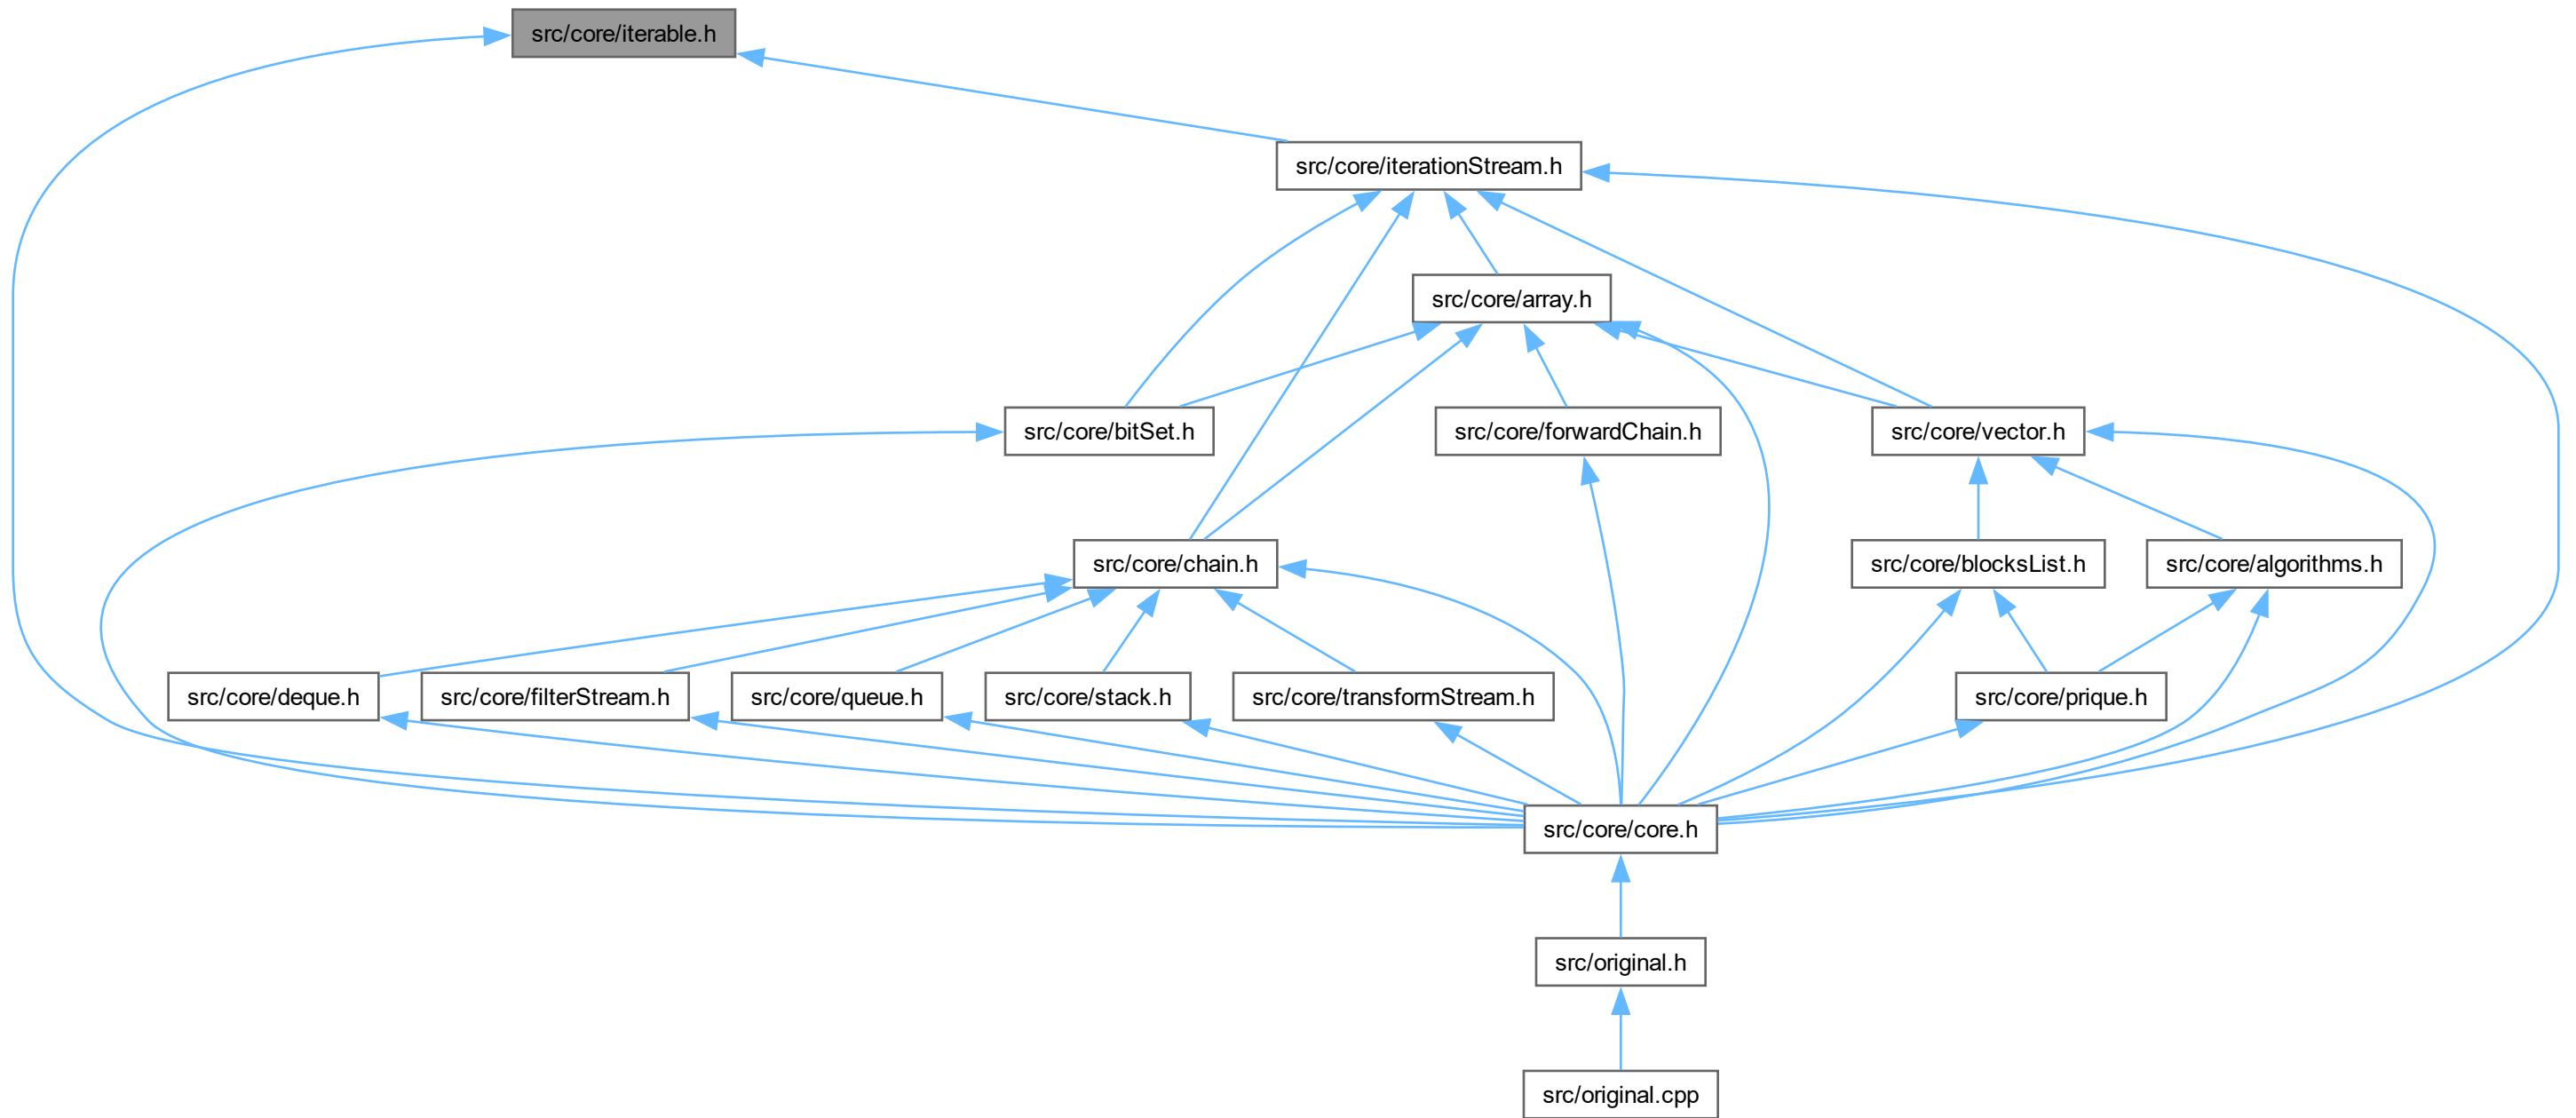 src/core/iterable.h
src/core/iterationStream.h
src/core/array.h
src/core/bitSet.h
src/core/forwardChain.h
src/core/vector.h
src/core/chain.h
src/core/blocksList.h
src/core/algorithms.h
src/core/deque.h
src/core/filterStream.h
src/core/queue.h
src/core/stack.h
src/core/transformStream.h
src/core/prique.h
src/core/core.h
src/original.h
src/original.cpp